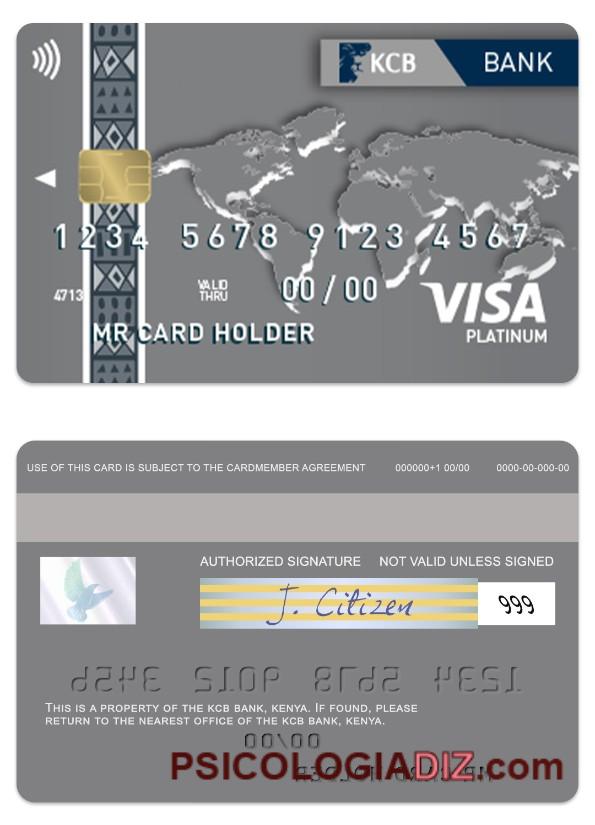 KCB BANK
1234 5678 9123 4567
4713 VALID THRU 00/00
VISA
MR CARD HOLDER
PLATINUM
USE OF THIS CARD IS SUBJECT TO THE CARDMEMBER AGREEMENT 000000+1 00/00 0000-00-000-00
AUTHORIZED SIGNATURE NOT VALID UNLESS SIGNED
J. Citizen 999
THIS IS A PROPERTY OF THE KCB BANK, KENYA. IF FOUND, PLEASE
RETURN TO THE NEAREST OFFICE OF THE KCB BANK, KENYA.
00/00
PSICOLOGIADIZ.com